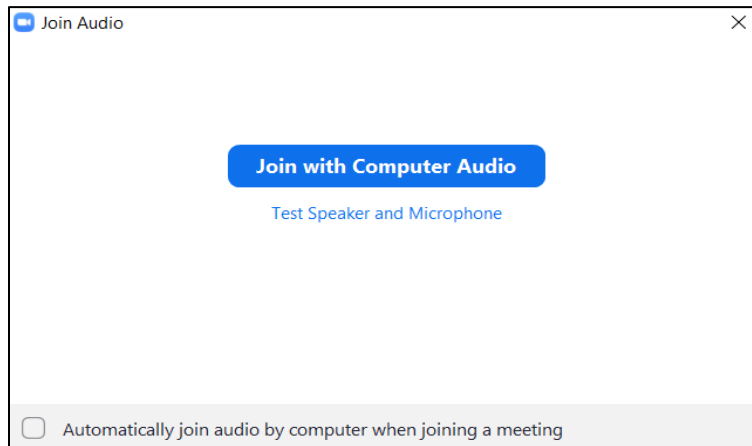 Join Audio
Join with Computer Audio
Test Speaker and Microphone
Automatically join audio by computer when joining a meeting